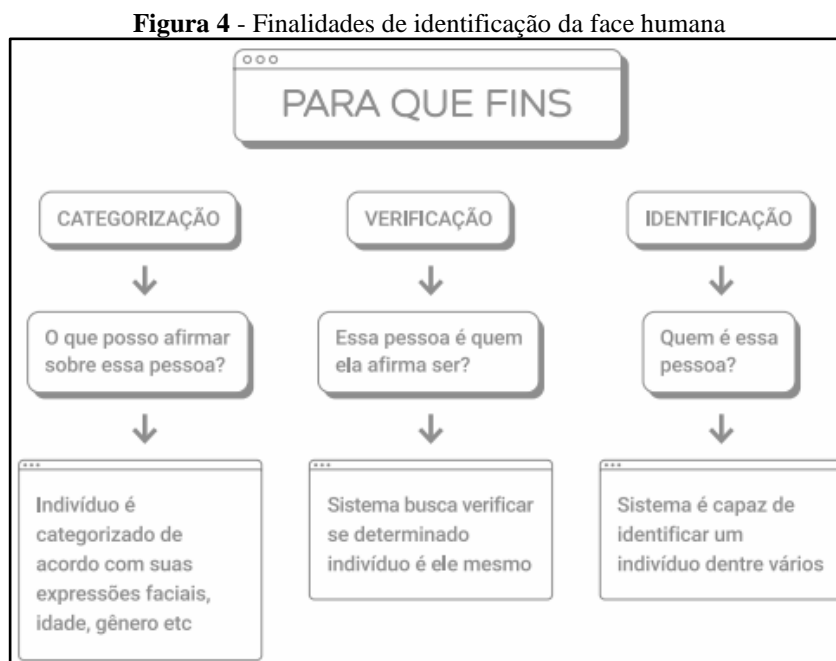 Figura 4 - Finalidades de identificação da face humana
PARA QUE FINS
CATEGORIZAÇÃO
O que posso afirmar
sobre essa pessoa?
Indivíduo é
categorizado de
acordo com suas
expressões faciais,
idade, gênero etc
VERIFICAÇÃO
Essa pessoa é quem
ela afirma ser?
Sistema busca verificar
se determinado
indivíduo é ele mesmo
IDENTIFICAÇÃO
Quem é essa
pessoa?
Sistema é capaz de
identificar um
indivíduo dentre vários